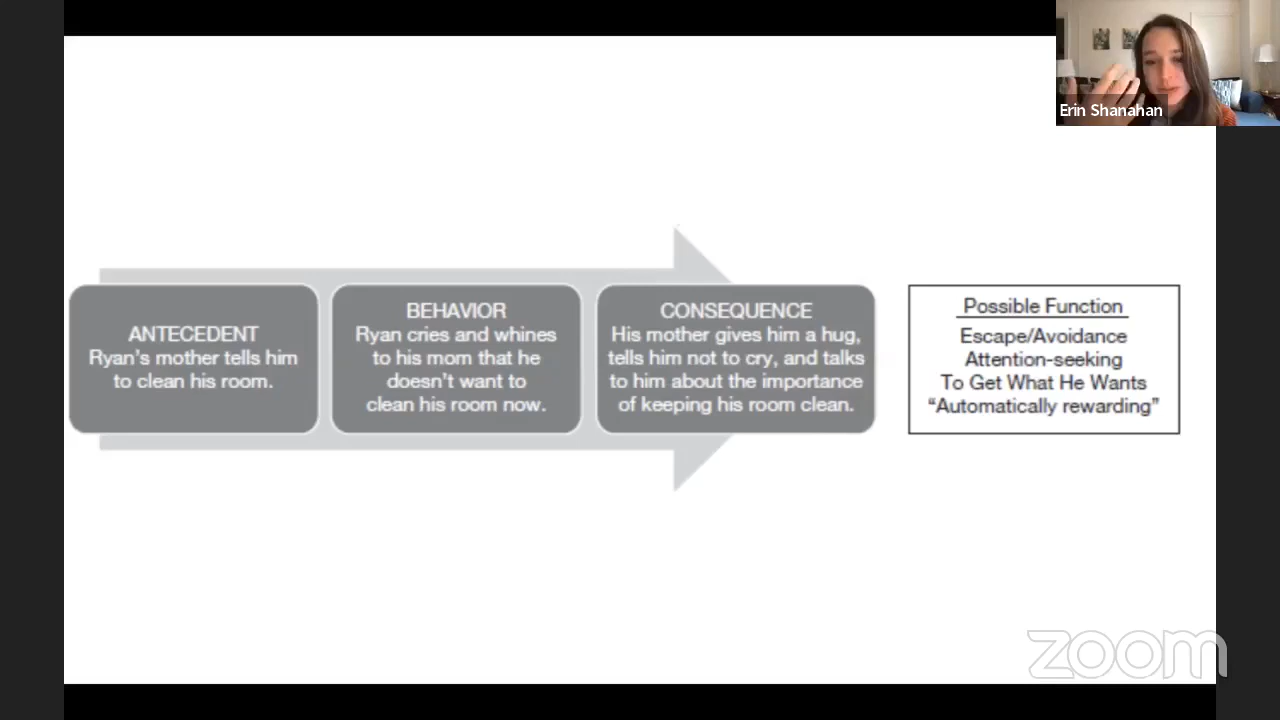 Erin Shanahan
ANTECEDENT
Ryan's mother tells him
to clean his room.
BEHAVIOR
Ryan cries and whines
to his mom that he
doesn't want to
clean his room now.
CONSEQUENCE
His mother gives him a hug,
tells him not to cry, and talks
to him about the importance
of keeping his room clean.
Possible Function
Escape/Avoidance
Attention-seeking
To Get What He Wants
“Automatically rewarding”
zoom